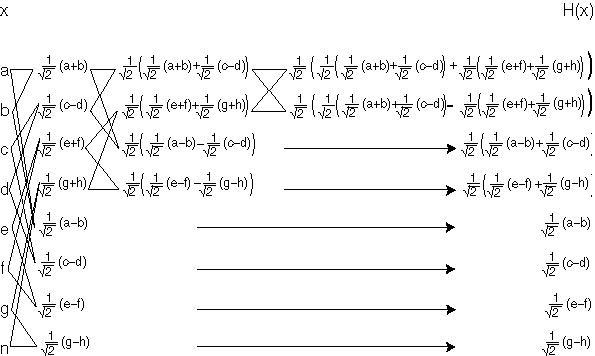 x H(x)
a 1/√2 (a+b) 1/√2 ( 1/√2 (a+b)+ 1/√2 (c–d)) 1/√2 ( 1/√2 ( 1/√2 (a+b)+ 1/√2 (c–d)) + 1/√2 ( 1/√2 (e+f)+ 1/√2 (g+h)) )
b 1/√2 (c–d) 1/√2 ( 1/√2 (e+f)+ 1/√2 (g+h)) 1/√2 ( 1/√2 ( 1/√2 (a+b)+ 1/√2 (c–d)) – 1/√2 ( 1/√2 (e+f)+ 1/√2 (g+h)) )
c 1/√2 (e+f) 1/√2 ( 1/√2 (a–b)– 1/√2 (c–d)) 1/√2 ( 1/√2 (a–b)+ 1/√2 (c–d)
d 1/√2 (g+h) 1/√2 ( 1/√2 (e–f) – 1/√2 (g–h)) 1/√2 ( 1/√2 (e–f) + 1/√2 (g–h))
e 1/√2 (a–b) 1/√2 (a–b)
f 1/√2 (c–d) 1/√2 (c–d)
g 1/√2 (e–f) 1/√2 (e–f)
n 1/√2 (g–h) 1/√2 (g–h)